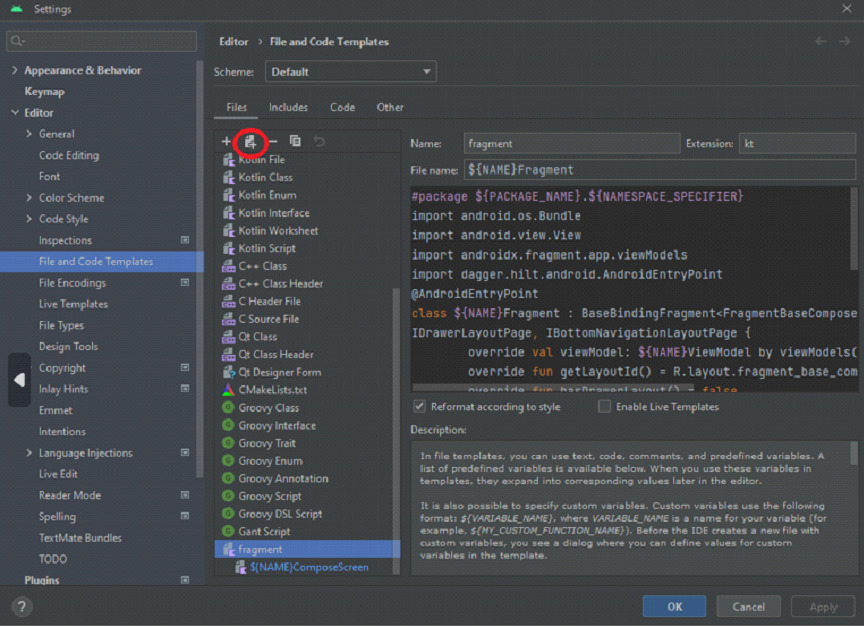 Settings
Editor › File and Code Templates
Scheme: Default
Files Includes Code Other
Appearance & Behavior
Keymap
Editor
General
Code Editing
Font
Color Scheme
Code Style
Inspections
File and Code Templates
File Encodings
Live Templates
File Types
Design Tools
Copyright
Inlay Hints
Emmet
Intentions
Language Injections
Live Edit
Reader Mode
Spelling
TextMate Bundles
TODO
Plugins
Kotlin File
Kotlin Class
Kotlin Enum
Kotlin Interface
Kotlin Worksheet
Kotlin Script
C++ Class
C++ Class Header
C Header File
C Source File
Qt Class
Qt Class Header
Qt Designer Form
CMakeLists.txt
Groovy Class
Groovy Interface
Groovy Trait
Groovy Enum
Groovy Annotation
Groovy Script
Groovy DSL Script
Gant Script
fragment
${NAME}ComposeScreen
Name: fragment Extension: kt
File name: ${NAME}Fragment
#package ${PACKAGE_NAME}.${NAMESPACE_SPECIFIER}
import android.os.Bundle
import android.view.View
import androidx.fragment.app.viewModels
import dagger.hilt.android.AndroidEntryPoint
@AndroidEntryPoint
class ${NAME}Fragment : BaseBindingFragment<FragmentBaseCompose
IDrawerLayoutPage, IBottomNavigationLayoutPage {
override val viewModel: ${NAME}ViewModel by viewModels(
override fun getLayoutId() = R.layout.fragment_base_com
override fun hasDrawerLayout() = false
Reformat according to style Enable Live Templates
Description:
In file templates, you can use text, code, comments, and predefined variables. A
list of predefined variables is available below. When you use these variables in
templates, they expand into corresponding values later in the editor.
It is also possible to specify custom variables. Custom variables use the following
format: ${VARIABLE_NAME}, where VARIABLE_NAME is a name for your variable (for
example, ${MY_CUSTOM_FUNCTION_NAME}). Before the IDE creates a new file with
custom variables, you see a dialog where you can define values for custom
variables in the template.
? OK Cancel Apply